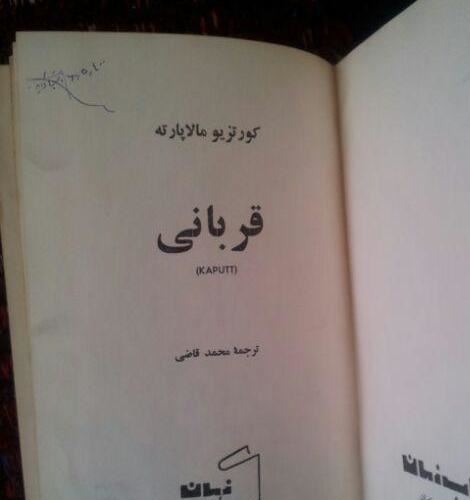 کورتزیو مالاپارته
قربانی
(KAPUTT)
ترجمهٔ محمد قاضی